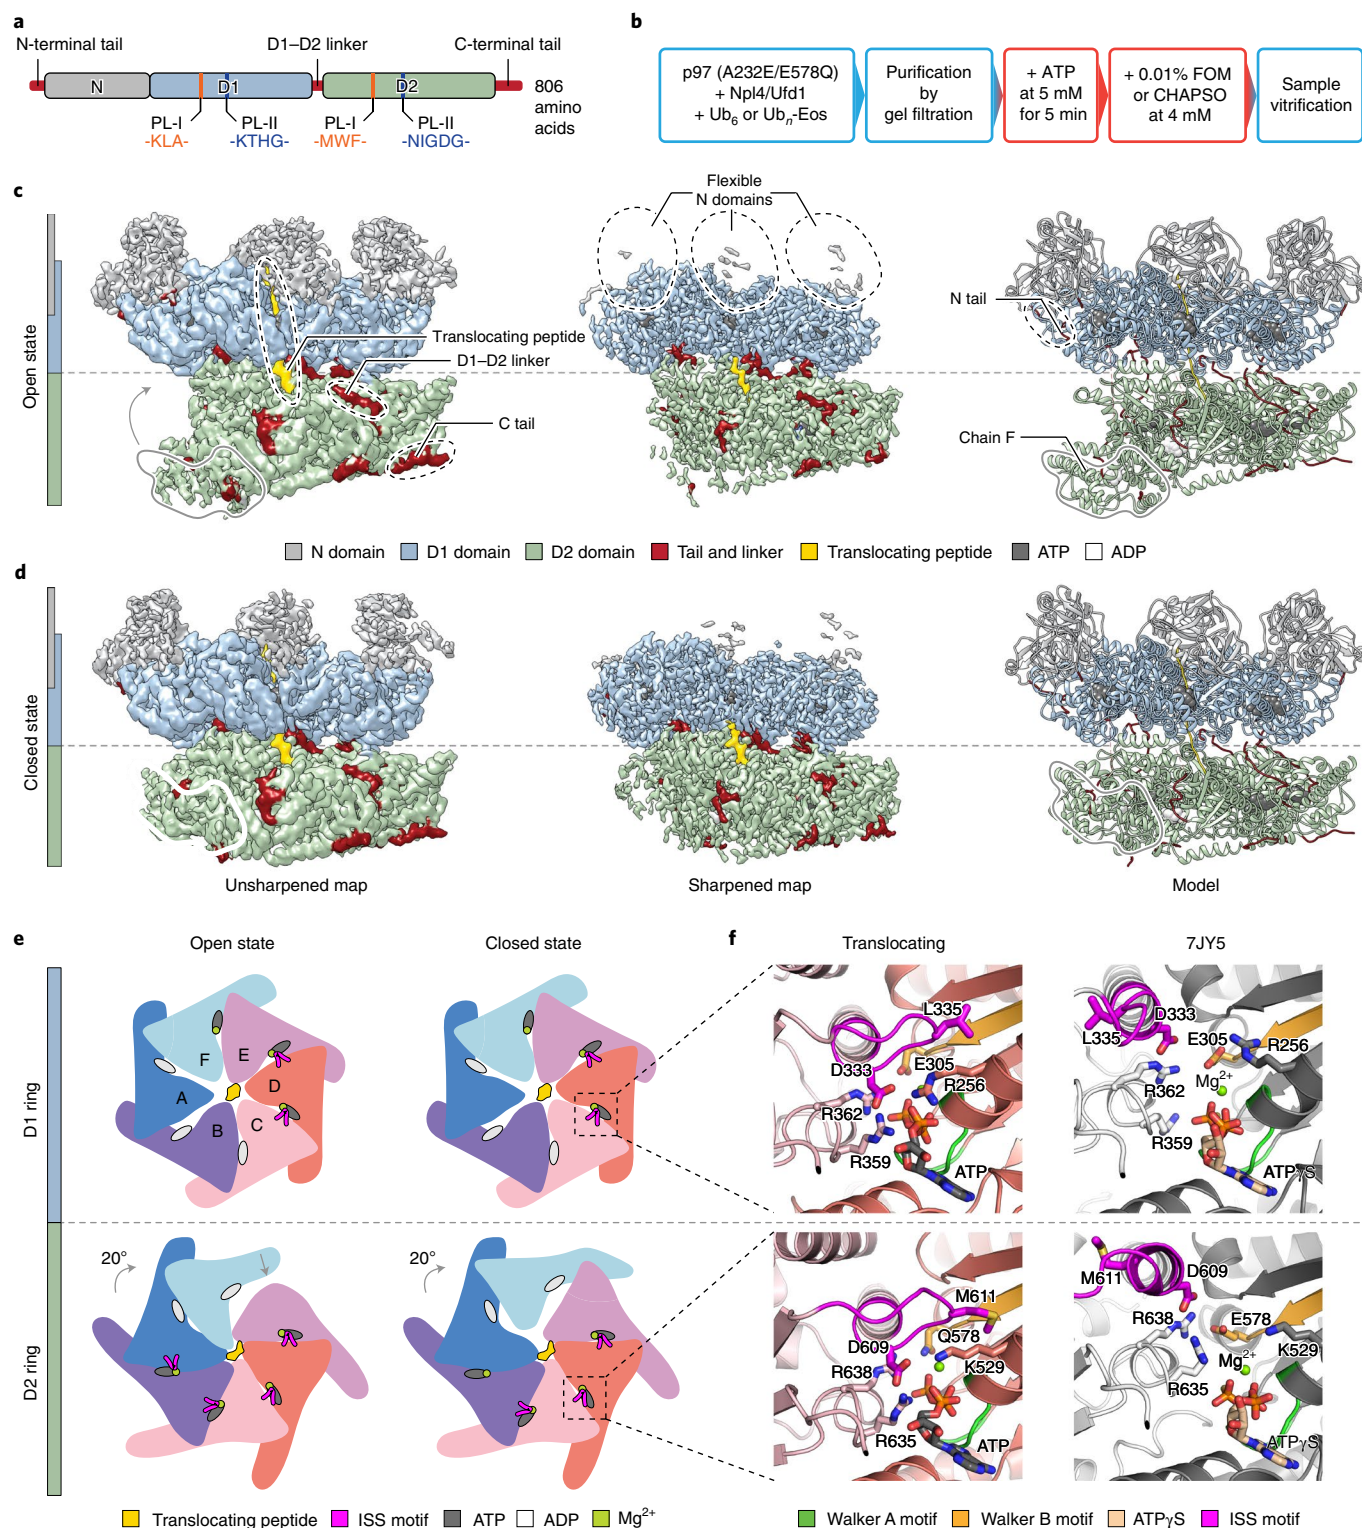 a
N-terminal tail
D1–D2 linker
C-terminal tail
N
D1
D2
806
amino
acids
PL-I
PL-II
PL-I
PL-II
-KLA-
-KTHG-
-MWF-
-NIGDG-
b
p97 (A232E/E578Q)
+ Npl4/Ufd1
+ Ub6 or Ubn-Eos
Purification
by
gel filtration
+ ATP
at 5 mM
for 5 min
+ 0.01% FOM
or CHAPSO
at 4 mM
Sample
vitrification
c
Open state
Translocating peptide
D1–D2 linker
C tail
Flexible
N domains
N tail
Chain F
N domain
D1 domain
D2 domain
Tail and linker
Translocating peptide
ATP
ADP
d
Closed state
Unsharpened map
Sharpened map
Model
e
Open state
Closed state
D1 ring
F
E
A
D
B
C
D2 ring
20°
20°
Translocating peptide
ISS motif
ATP
ADP
Mg2+
f
Translocating
7JY5
L335
D333
E305
R256
R362
R359
ATP
D333
L335
E305
R256
Mg2+
R362
R359
ATPγS
M611
Q578
D609
K529
R638
R635
ATP
M611
D609
R638
E578
K529
Mg2+
R635
ATPγS
Walker A motif
Walker B motif
ATPγS
ISS motif